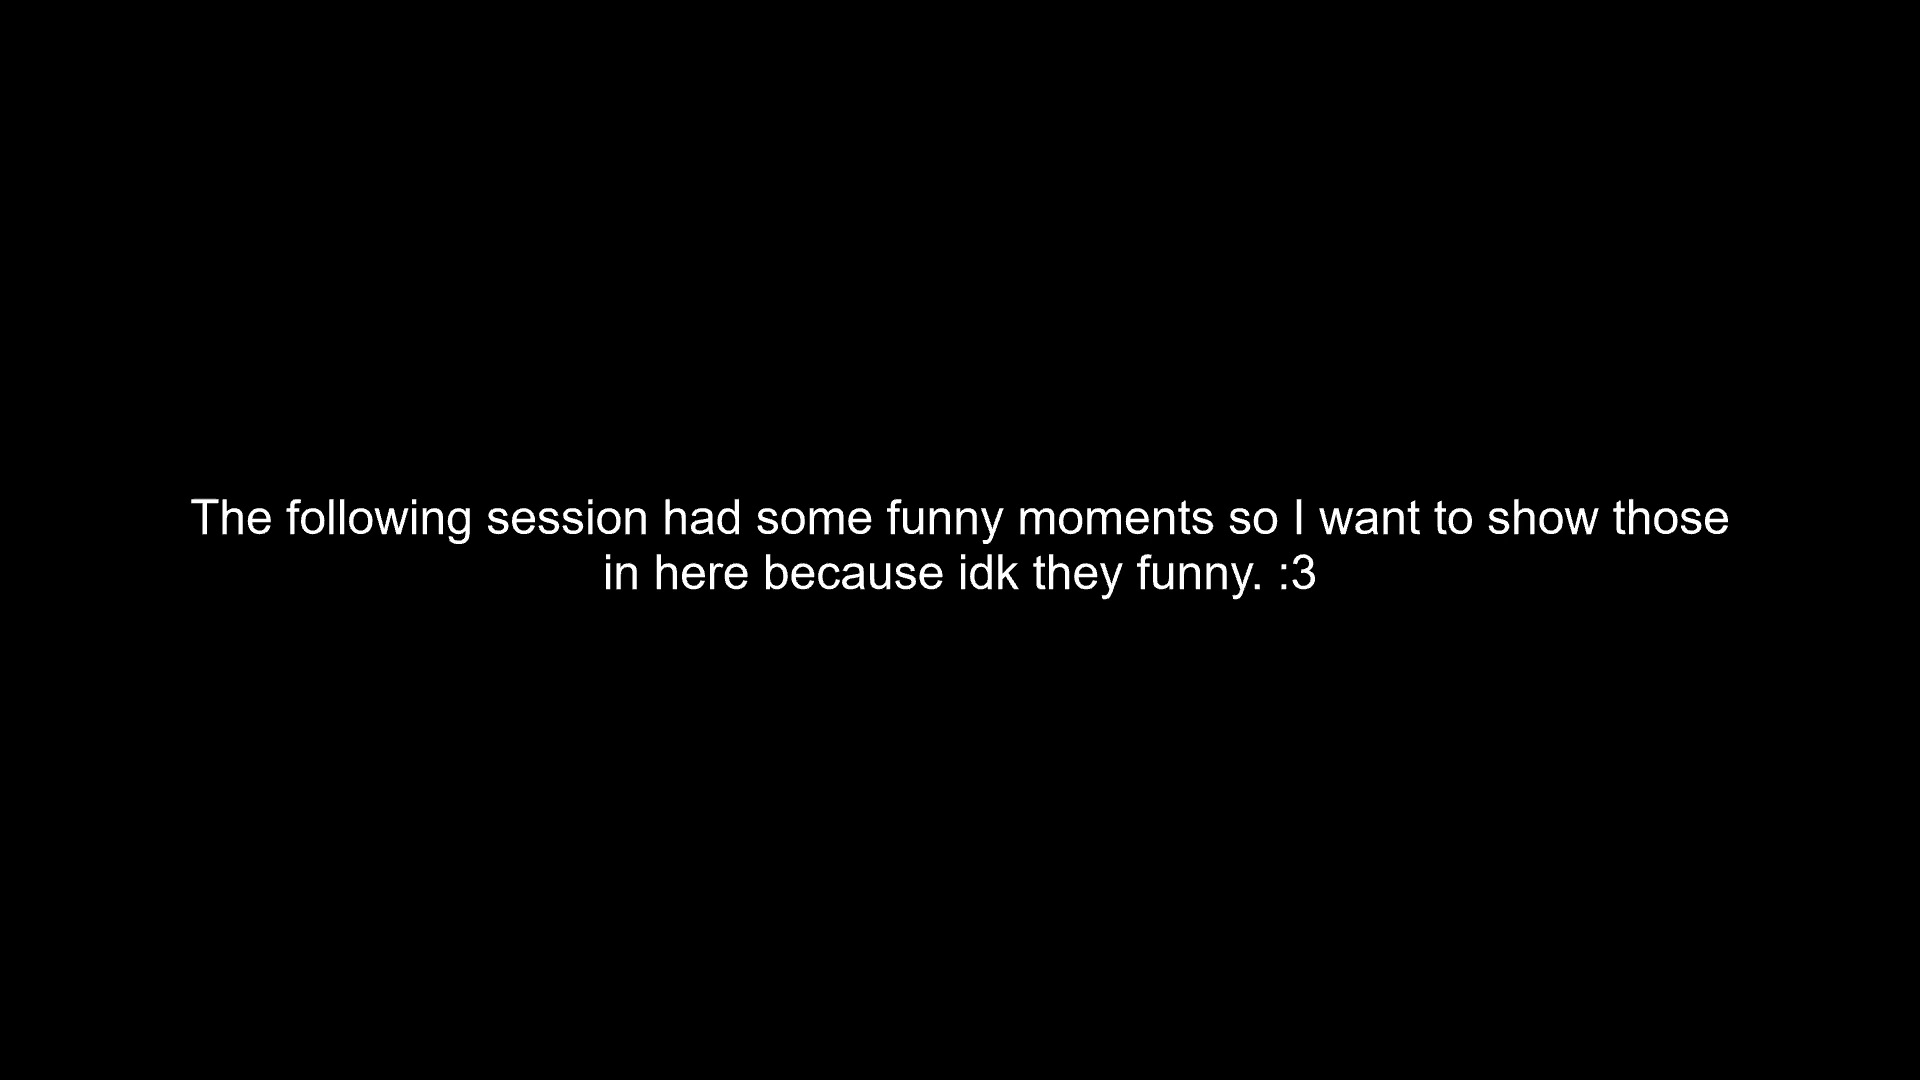 The following session had some funny moments so I want to show those
in here because idk they funny. :3